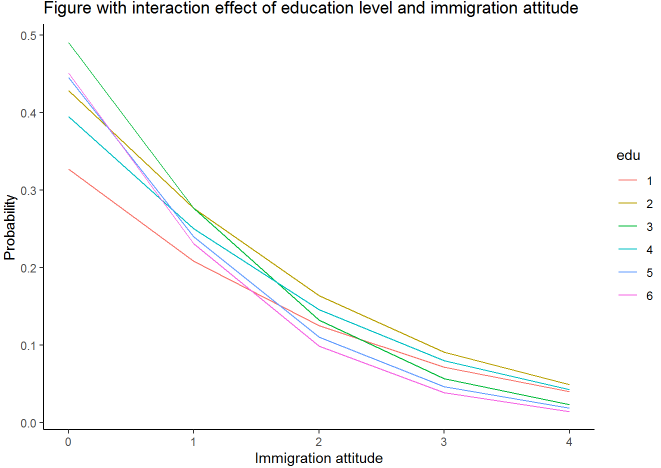 Figure with interaction effect of education level and immigration attitude
0.5
0.4
0.3
0.2
0.1
0.0
Probability
0 1 2 3 4
Immigration attitude
edu
1
2
3
4
5
6